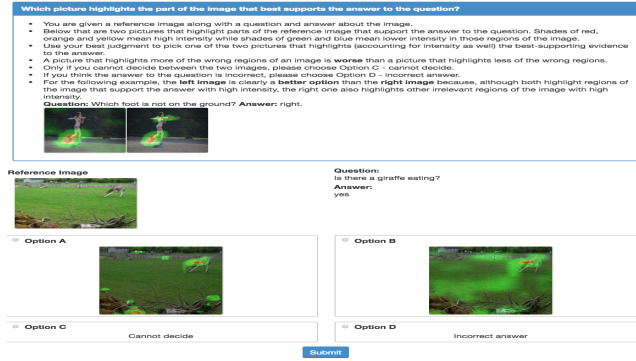 Which picture highlights the part of the image that best supports the answer to the question?
• You are given a reference image along with a question and answer about the image.
• Below that are two pictures that highlight parts of the reference image that support the answer to the question. Shades of red,
orange and yellow mean high intensity while shades of green and blue mean lower intensity in those regions of the image.
• Use your best judgment to pick one of the two pictures that highlights (accounting for intensity as well) the best-supporting evidence
to the answer.
• A picture that highlights more of the wrong regions of an image is worse than a picture that highlights less of the wrong regions.
• Only if you cannot decide between the two images, please choose Option C - cannot decide.
• If you think the answer to the question is incorrect, please choose Option D - incorrect answer.
• For the following example, the left image is clearly a better option than the right image because, although both highlight regions of
the image that support the answer with high intensity, the right one also highlights other irrelevant regions of the image with high
intensity.
Question: Which foot is not on the ground? Answer: right.
Reference Image
Question:
Is there a giraffe eating?
Answer:
yes
Option A
Option B
Option C
Cannot decide
Option D
Incorrect answer
Submit